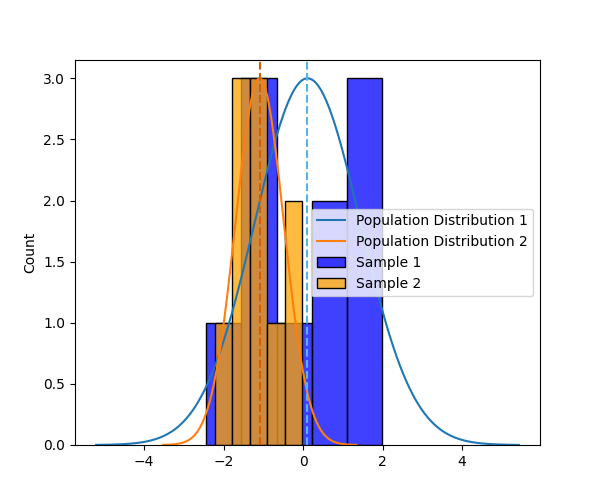 3.0
2.5
2.0
1.5
1.0
0.5
0.0
Count
Population Distribution 1
Population Distribution 2
Sample 1
Sample 2
−4
−2
0
2
4